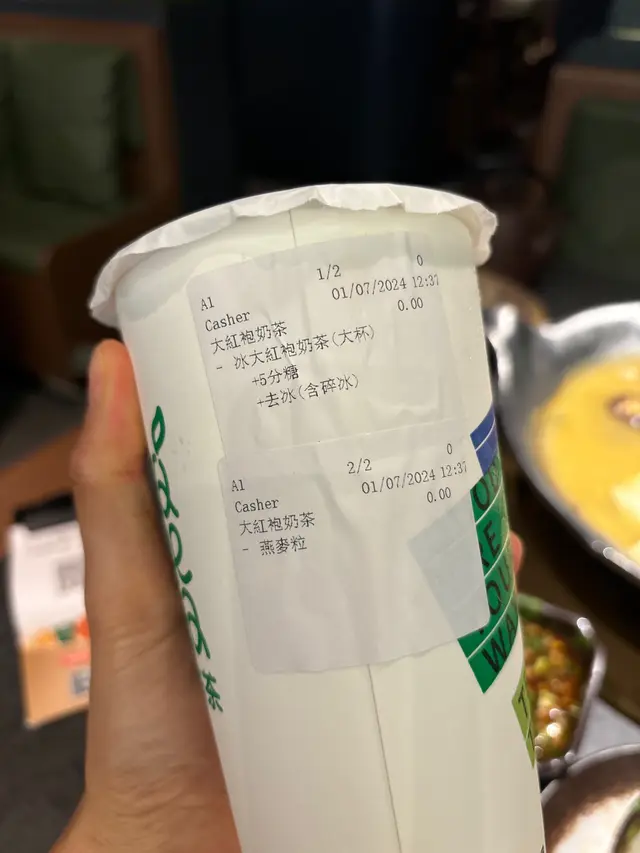 A1 1/2 0
Casher 01/07/2024 12:37
大紅袍奶茶 0.00
- 冰大紅袍奶茶(大杯)
+5分糖
+去冰(含碎冰)
A1 2/2 0
Casher 01/07/2024 12:37
大紅袍奶茶 0.00
- 燕麥粒
茶
WA